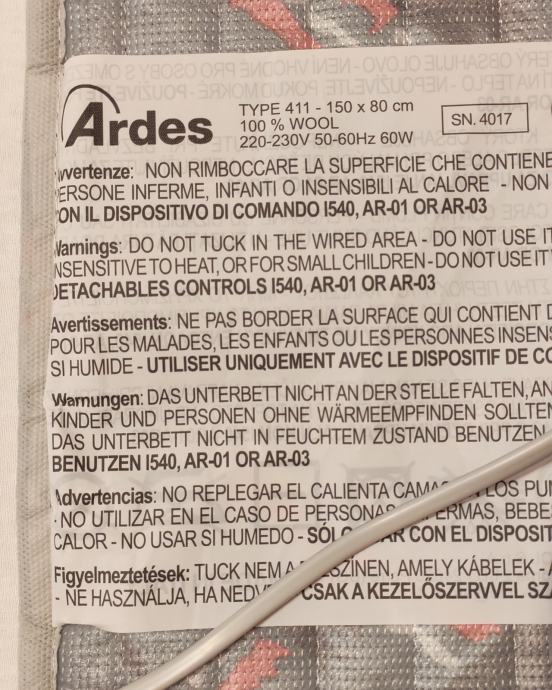 Ardes
TYPE 411 - 150 x 80 cm
100 % WOOL
220-230V 50-60Hz 60W
SN. 4017
vvertenze: NON RIMBOCCARE LA SUPERFICIE CHE CONTIENE
PERSONE INFERME, INFANTI O INSENSIBILI AL CALORE - NON
ON IL DISPOSITIVO DI COMANDO I540, AR-01 OR AR-03
Warnings: DO NOT TUCK IN THE WIRED AREA - DO NOT USE IT
INSENSITIVE TO HEAT, OR FOR SMALL CHILDREN - DO NOT USE IT
DETACHABLES CONTROLS I540, AR-01 OR AR-03
Avertissements: NE PAS BORDER LA SURFACE QUI CONTIENT
POUR LES MALADES, LES ENFANTS OU LES PERSONNES INSENS
SI HUMIDE - UTILISER UNIQUEMENT AVEC LE DISPOSITIF DE CO
Warnungen: DAS UNTERBETT NICHT AN DER STELLE FALTEN, AN
KINDER UND PERSONEN OHNE WÄRMEEMPFINDEN SOLLTEN
DAS UNTERBETT NICHT IN FEUCHTEM ZUSTAND BENUTZEN
BENUTZEN I540, AR-01 OR AR-03
Advertencias: NO REPLEGAR EL CALIENTA CAMA LOS PU
- NO UTILIZAR EN EL CASO DE PERSONAS ERMAS, BEBE
CALOR - NO USAR SI HUMEDO - SÓLO AR CON EL DISPOSIT
Figyelmeztetések: TUCK NEM A ESZÍNEN, AMELY KÁBELEK -
- NE HASZNÁLJA, HA NEDV CSAK A KEZELŐSZERVVEL SZ